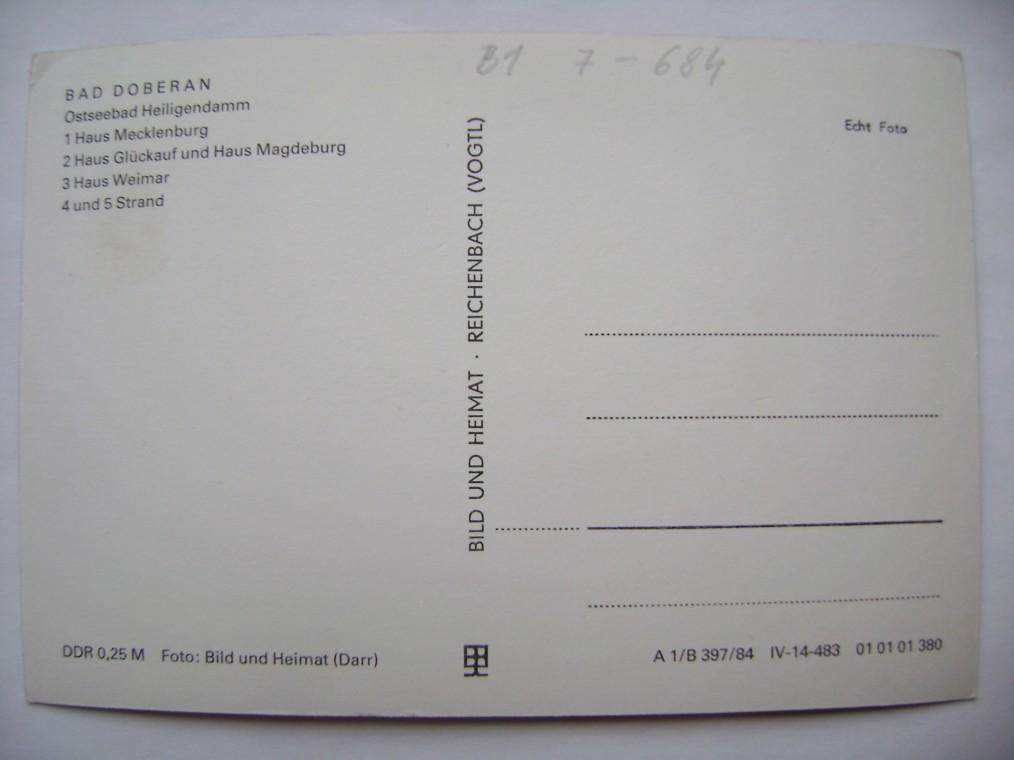 B1 7 - 684
BAD DOBERAN
Ostseebad Heiligendamm
1 Haus Mecklenburg
2 Haus Glückauf und Haus Magdeburg
3 Haus Weimar
4 und 5 Strand
BILD UND HEIMAT · REICHENBACH (VOGTL)
Echt Foto
DDR 0,25 M Foto: Bild und Heimat (Darr)
A 1/B 397/84 IV-14-483 01 01 01 380